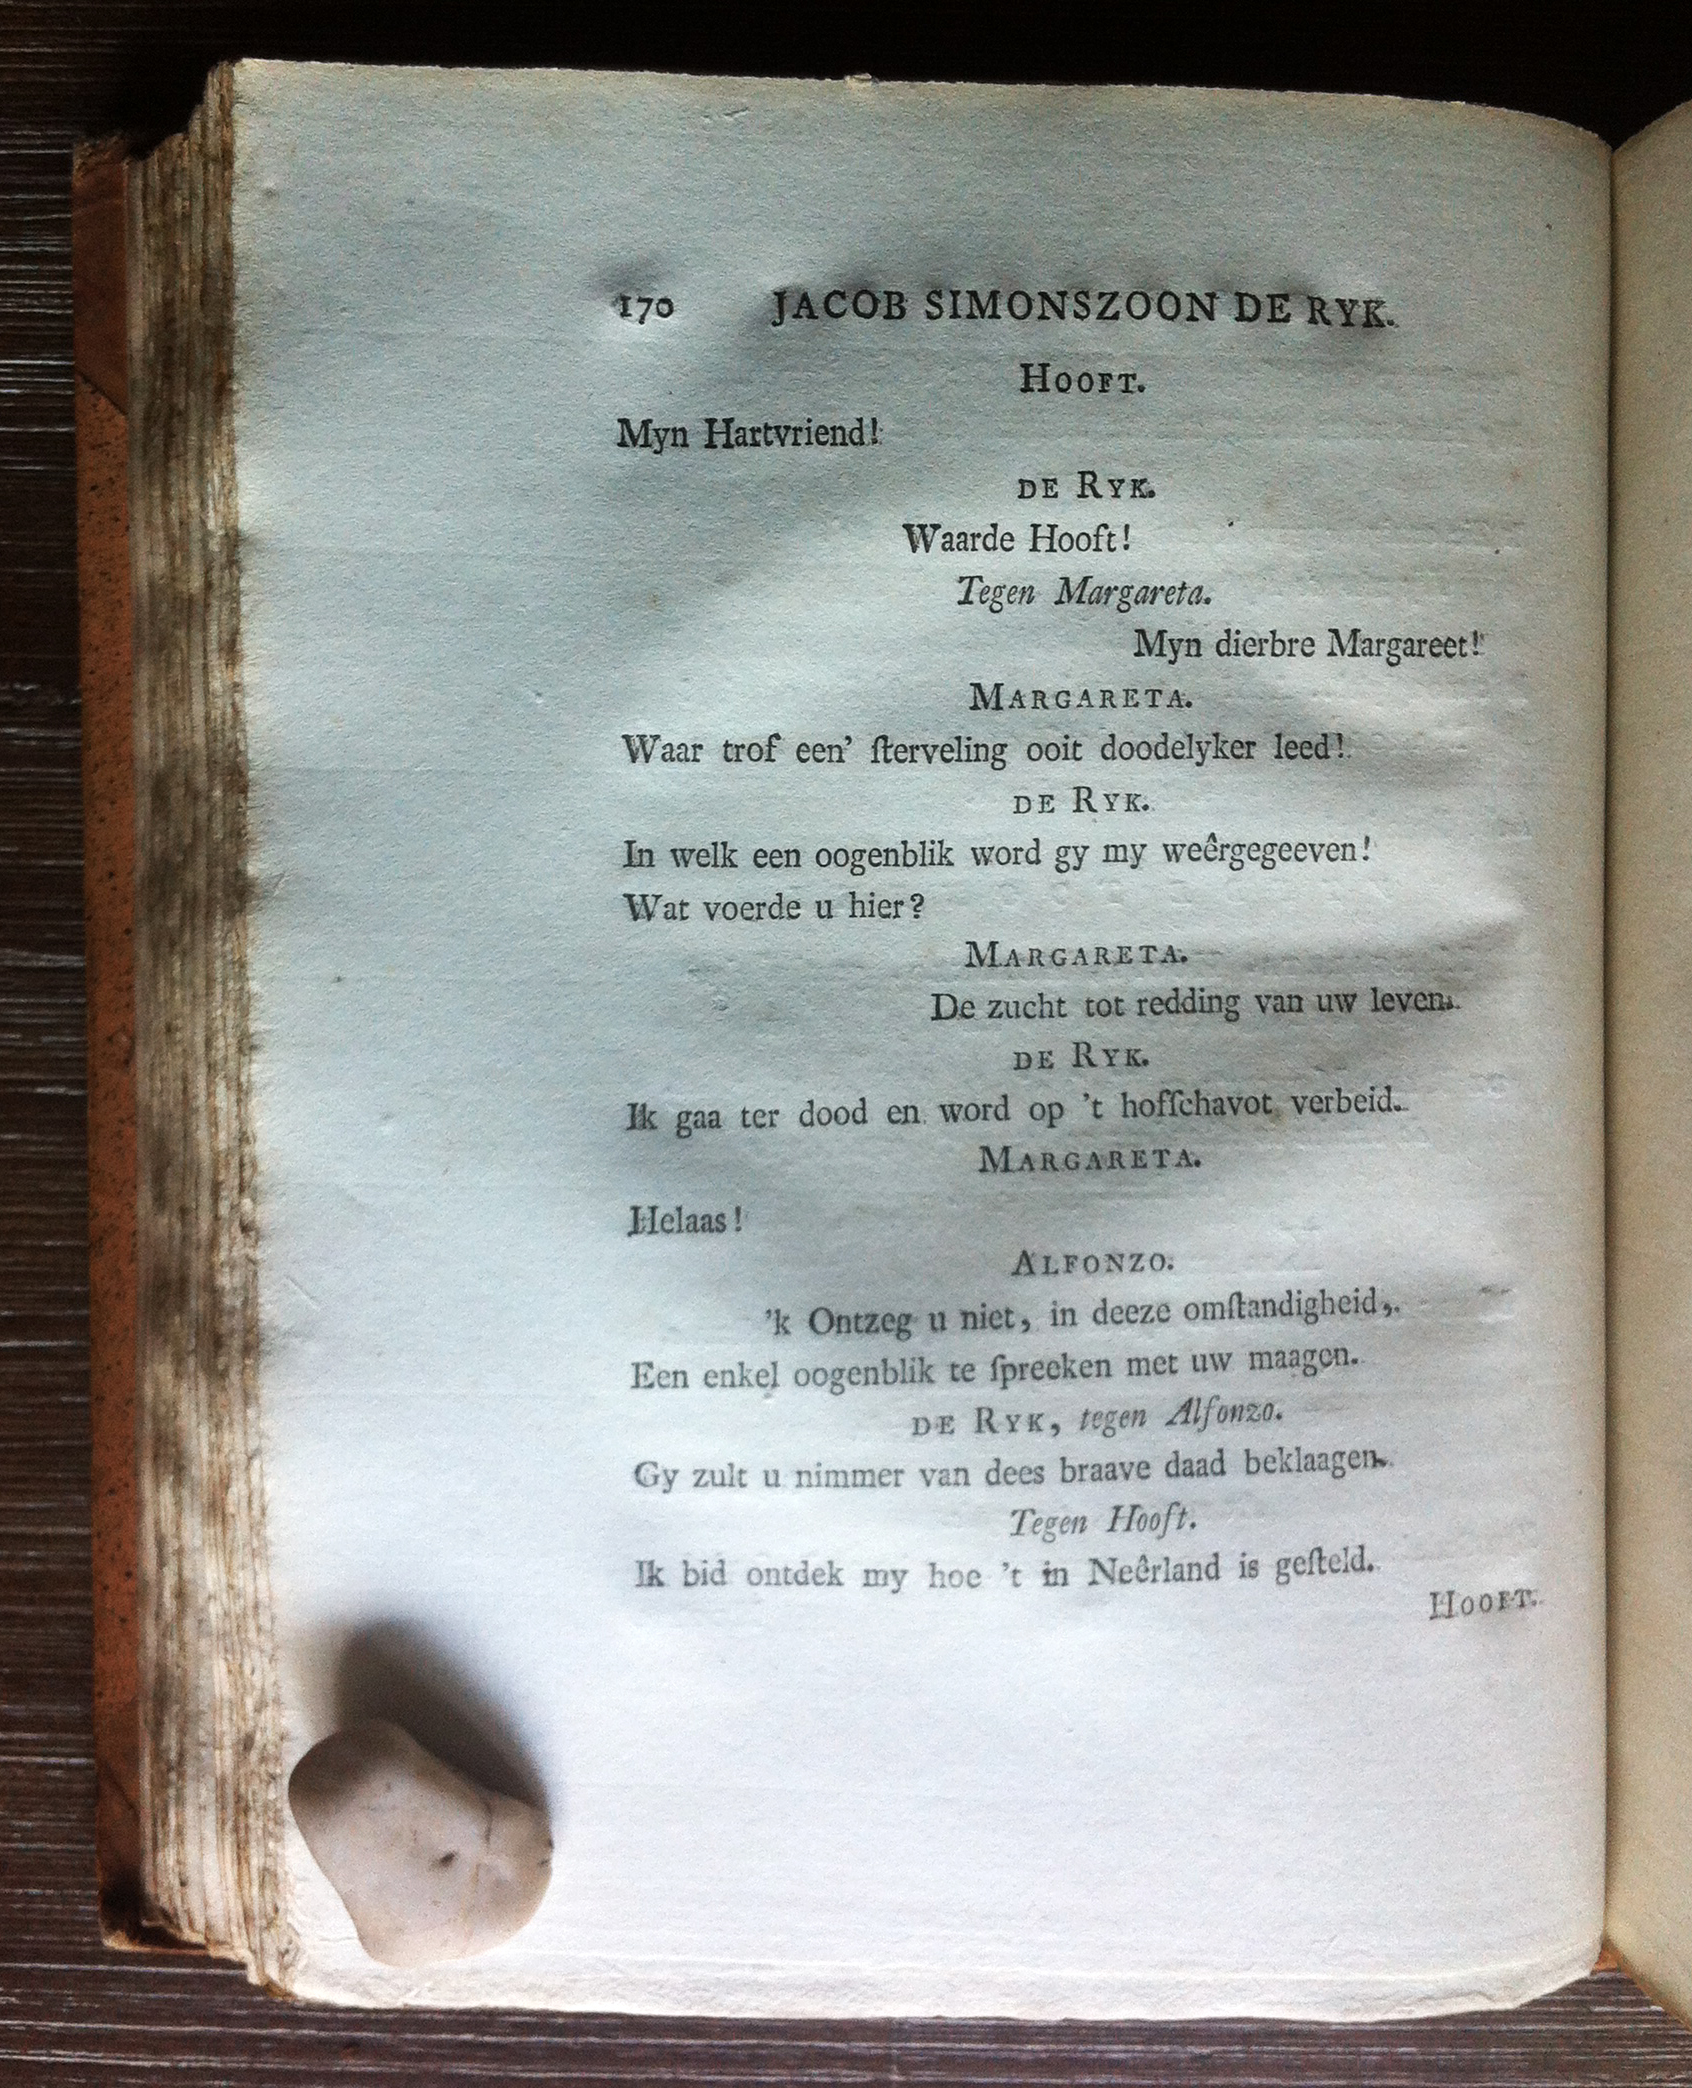 170 JACOB SIMONSZOON DE RYK.
HOOFT.
Myn Hartvriend!
DE RYK.
Waarde Hooft!
Tegen Margareta.
Myn dierbre Margareet!
MARGARETA.
Waar trof een' ſterveling ooit doodelyker leed!
DE RYK.
In welk een oogenblik word gy my weêrgegeeven!
Wat voerde u hier?
MARGARETA.
De zucht tot redding van uw leven.
DE RYK.
Ik gaa ter dood en word op 't hofſchavot verbeid.
MARGARETA.
Helaas!
ALFONZO.
'k Ontzeg u niet, in deeze omſtandigheid,
Een enkel oogenblik te ſpreeken met uw maagen.
DE RYK, tegen Alfonzo.
Gy zult u nimmer van dees braave daad beklaagen.
Tegen Hooft.
Ik bid ontdek my hoe 't in Neêrland is geſteld.
HOOFT.